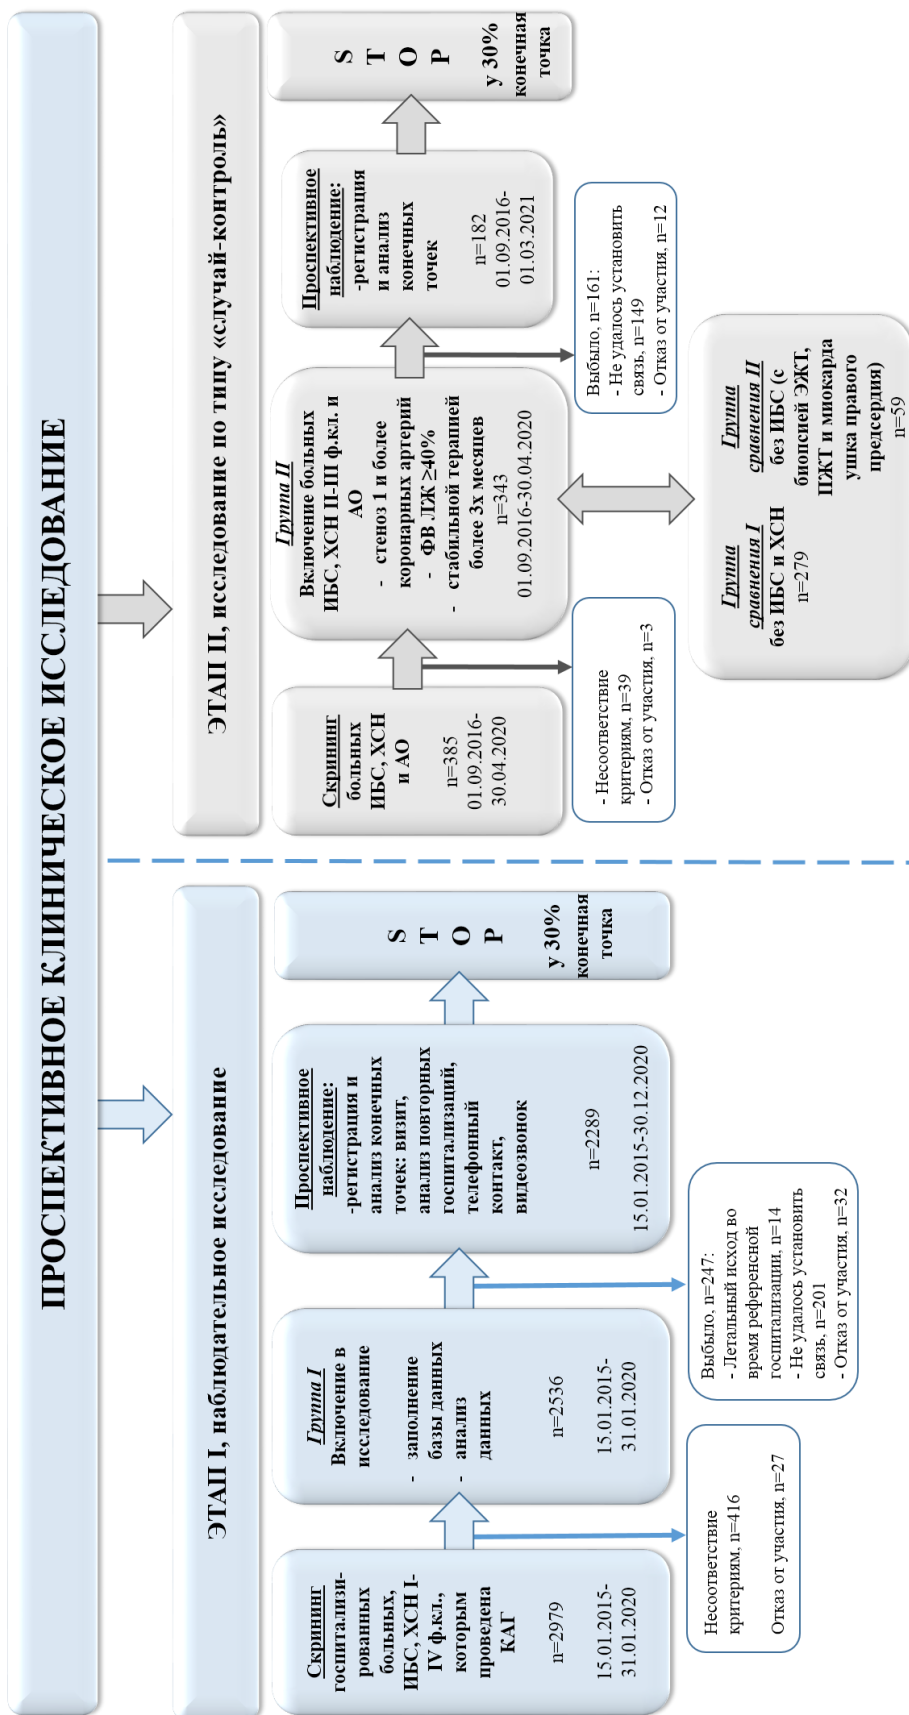 ПРОСПЕКТИВНОЕ КЛИНИЧЕСКОЕ ИССЛЕДОВАНИЕ
ЭТАП I, наблюдательное исследование
Скрининг
госпитализи-
рованных
больных,
ИБС, ХСН I-
IV ф.кл.,
которым
проведена
КАГ
n=2979
15.01.2015-
31.01.2020
Группа I
Включение в
исследование
- заполнение
базы данных
- анализ
данных
n=2536
15.01.2015-
31.01.2020
Проспективное
наблюдение:
-регистрация и
анализ конечных
точек: визит,
анализ повторных
госпитализаций,
телефонный
контакт,
видеозвонок
n=2289
15.01.2015-30.12.2020
S
T
O
P
у 30%
конечная
точка
Несоответствие
критериям, n=416
Отказ от участия, n=27
Выбыло, n=247:
- Летальный исход во
время референсной
госпитализации, n=14
- Не удалось установить
связь, n=201
- Отказ от участия, n=32
ЭТАП II, исследование по типу «случай-контроль»
Скрининг
больных
ИБС, ХСН
и АО
n=385
01.09.2016-
30.04.2020
Группа II
Включение больных
ИБС, ХСН II-III ф.кл. и
АО
- стеноз 1 и более
коронарных артерий
- ФВ ЛЖ ≥40%
- стабильной терапией
более 3х месяцев
n=343
01.09.2016-30.04.2020
Проспективное
наблюдение:
-регистрация
и анализ
конечных
точек
n=182
01.09.2016-
01.03.2021
S
T
O
P
у 30%
конечная
точка
- Несоответствие
критериям, n=39
- Отказ от участия, n=3
Выбыло, n=161:
- Не удалось установить
связь, n=149
- Отказ от участия, n=12
Группа
сравнения I
без ИБС и ХСН
n=279
Группа
сравнения II
без ИБС (с
биопсией ЭЖТ,
ПЖТ и миокарда
ушка правого
предсердия)
n=59